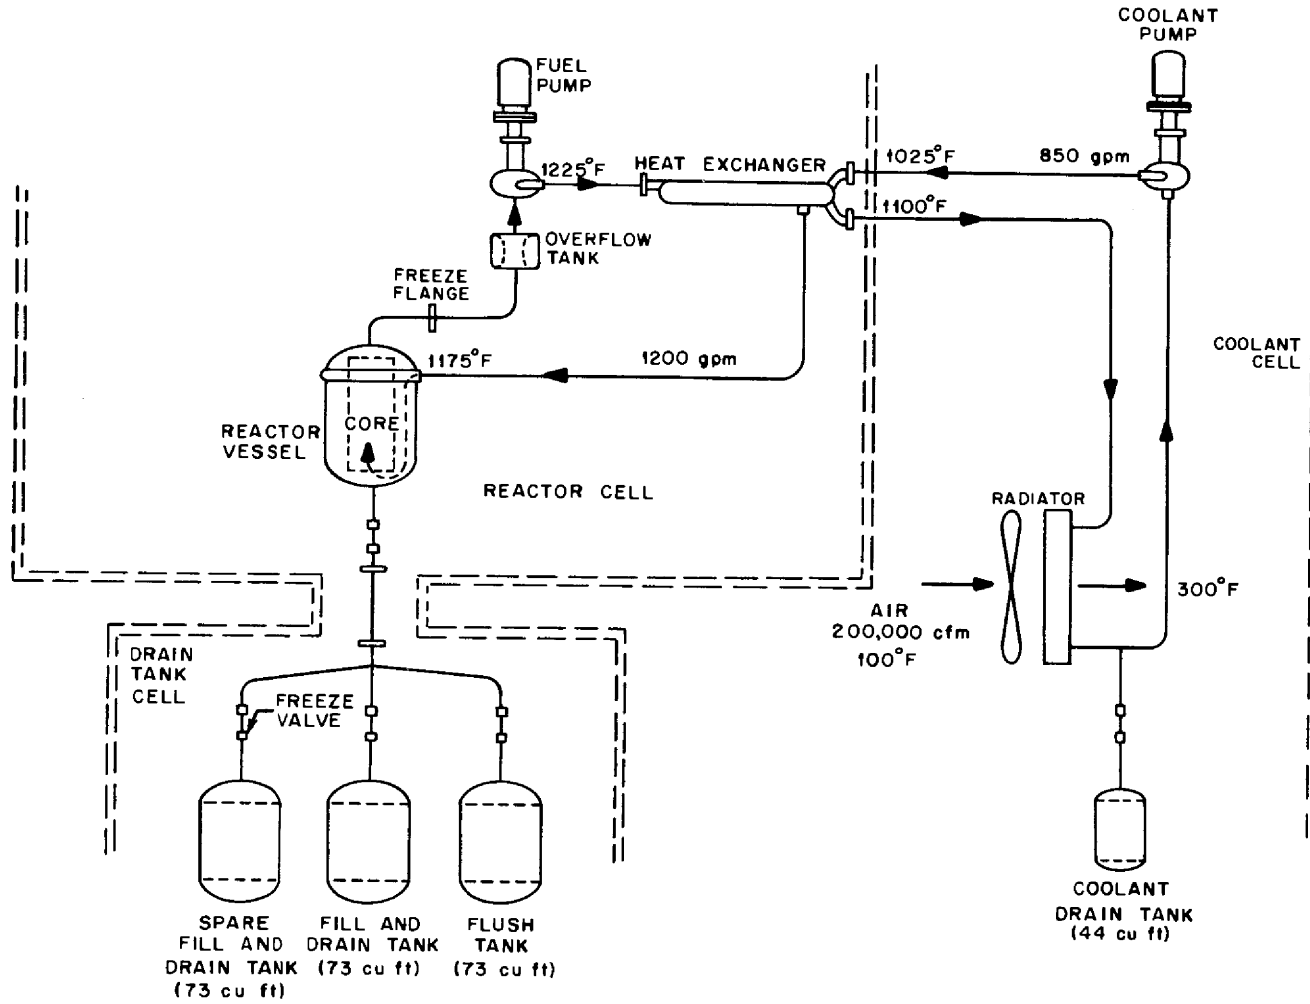 COOLANT
PUMP
FUEL
PUMP
1225°F
HEAT EXCHANGER
1025°F
850 gpm
1100°F
OVERFLOW
TANK
FREEZE
FLANGE
1175°F
1200 gpm
COOLANT
CELL
REACTOR
VESSEL
CORE
REACTOR CELL
RADIATOR
AIR
200,000 cfm
100°F
300°F
DRAIN
TANK
CELL
FREEZE
VALVE
SPARE
FILL AND
DRAIN TANK
(73 cu ft)
FILL AND
DRAIN TANK
(73 cu ft)
FLUSH
TANK
(73 cu ft)
COOLANT
DRAIN TANK
(44 cu ft)